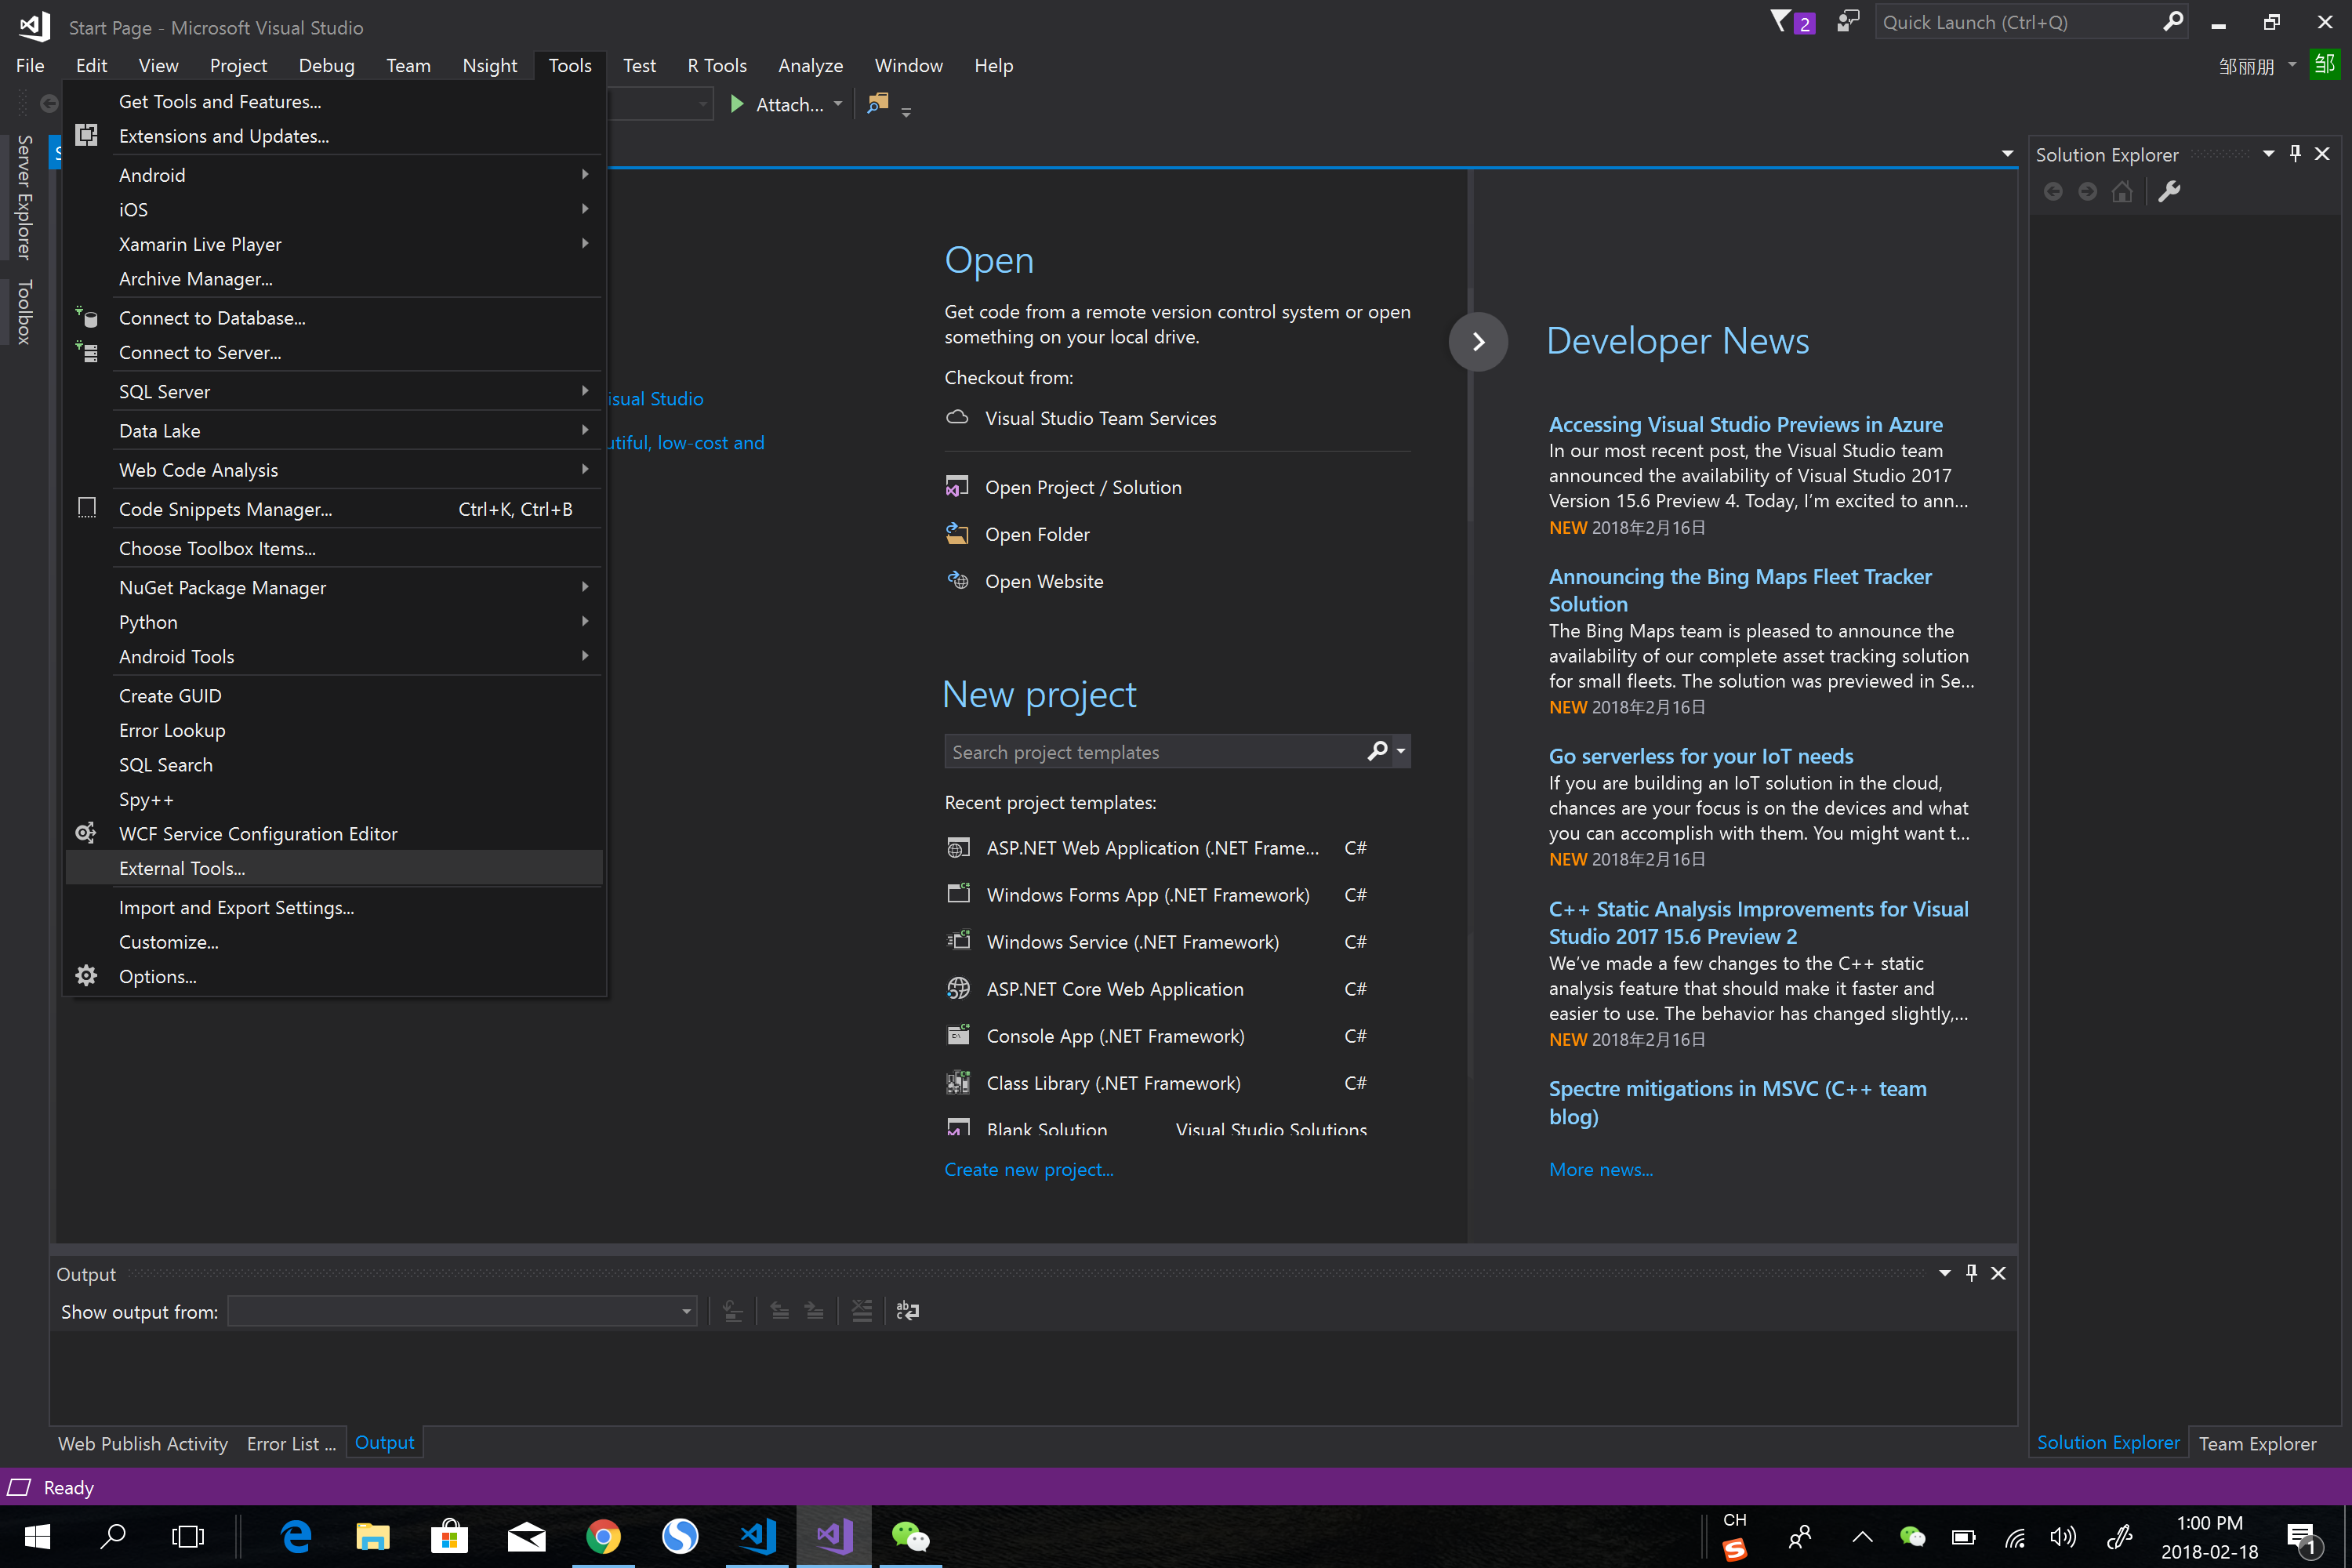 Start Page - Microsoft Visual Studio
2
Quick Launch (Ctrl+Q)
File Edit View Project Debug Team Nsight Tools Test R Tools Analyze Window Help
邹丽朋
邹
Attach...
Server Explorer
Toolbox
Get Tools and Features...
Extensions and Updates...
Android
iOS
Xamarin Live Player
Archive Manager...
Connect to Database...
Connect to Server...
SQL Server
Data Lake
Web Code Analysis
Code Snippets Manager... Ctrl+K, Ctrl+B
Choose Toolbox Items...
NuGet Package Manager
Python
Android Tools
Create GUID
Error Lookup
SQL Search
Spy++
WCF Service Configuration Editor
External Tools...
Import and Export Settings...
Customize...
Options...
isual Studio
utiful, low-cost and
Open
Get code from a remote version control system or open
something on your local drive.
Checkout from:
Visual Studio Team Services
Open Project / Solution
Open Folder
Open Website
New project
Search project templates
Recent project templates:
ASP.NET Web Application (.NET Frame... C#
Windows Forms App (.NET Framework) C#
Windows Service (.NET Framework) C#
ASP.NET Core Web Application C#
Console App (.NET Framework) C#
Class Library (.NET Framework) C#
Blank Solution Visual Studio Solutions
Create new project...
Developer News
Accessing Visual Studio Previews in Azure
In our most recent post, the Visual Studio team
announced the availability of Visual Studio 2017
Version 15.6 Preview 4. Today, I'm excited to ann...
NEW 2018年2月16日
Announcing the Bing Maps Fleet Tracker
Solution
The Bing Maps team is pleased to announce the
availability of our complete asset tracking solution
for small fleets. The solution was previewed in Se...
NEW 2018年2月16日
Go serverless for your IoT needs
If you are building an IoT solution in the cloud,
chances are your focus is on the devices and what
you can accomplish with them. You might want t...
NEW 2018年2月16日
C++ Static Analysis Improvements for Visual
Studio 2017 15.6 Preview 2
We've made a few changes to the C++ static
analysis feature that should make it faster and
easier to use. The behavior has changed slightly,...
NEW 2018年2月16日
Spectre mitigations in MSVC (C++ team
blog)
More news...
Solution Explorer
Output
Show output from:
Web Publish Activity Error List ... Output
Solution Explorer Team Explorer
Ready
CH
1:00 PM
2018-02-18
1